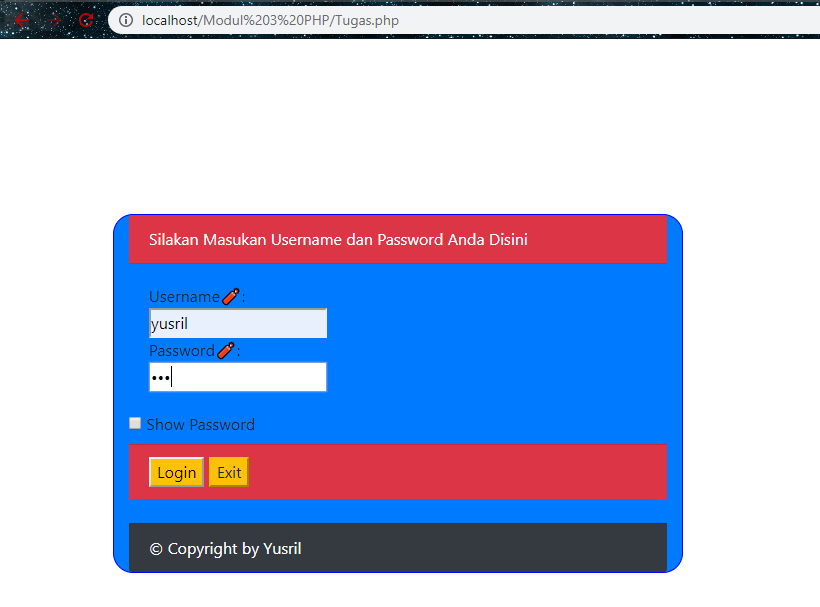 localhost/Modul%203%20PHP/Tugas.php
Silakan Masukan Username dan Password Anda Disini
Username :
yusril
Password :
•••
Show Password
Login Exit
© Copyright by Yusril